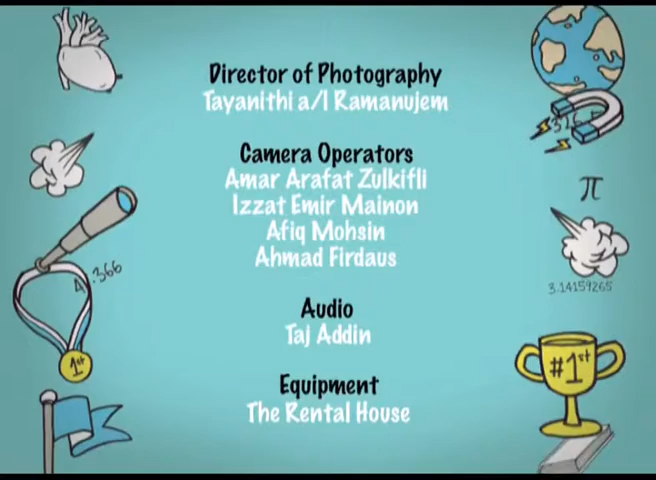 Director of Photography
Tayanithi a/l Ramanujem
Camera Operators
Amar Arafat Zulkifli
Izzat Emir Mainon
Afiq Mohsin
Ahmad Firdaus
Audio
Taj Addin
Equipment
The Rental House
π
.366
3.14159265
1st
#1st